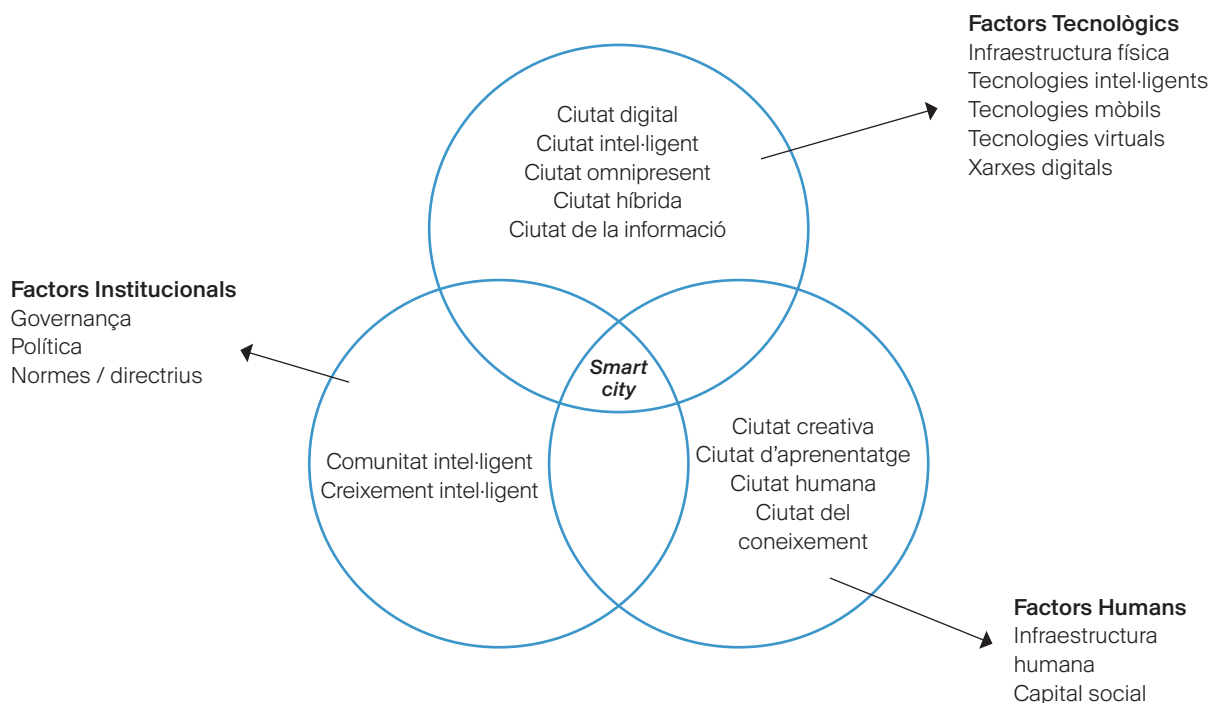 Factors Tecnològics
Infraestructura física
Tecnologies intel·ligents
Tecnologies mòbils
Tecnologies virtuals
Xarxes digitals
Ciutat digital
Ciutat intel·ligent
Ciutat omnipresent
Ciutat híbrida
Ciutat de la informació
Factors Institucionals
Governança
Política
Normes / directrius
Smart
city
Comunitat intel·ligent
Creixement intel·ligent
Ciutat creativa
Ciutat d'aprenentatge
Ciutat humana
Ciutat del
coneixement
Factors Humans
Infraestructura
humana
Capital social